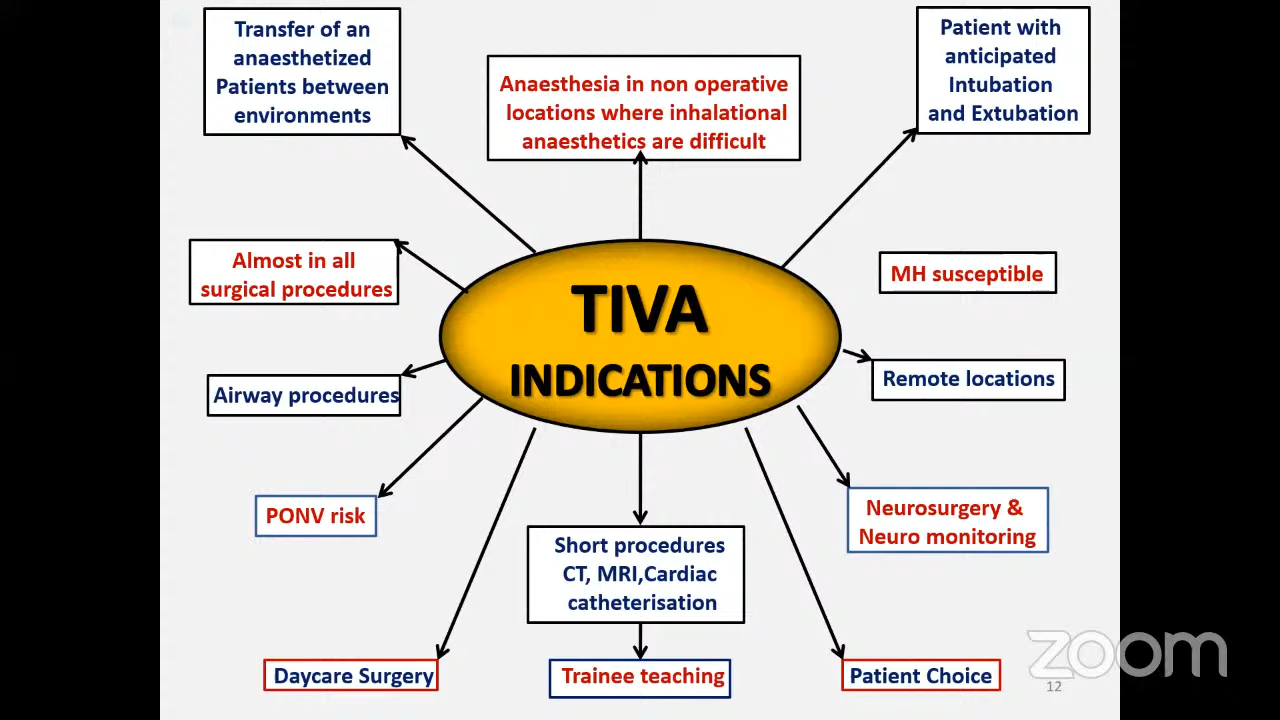 Transfer of an
anaesthetized
Patients between
environments
Anaesthesia in non operative
locations where inhalational
anaesthetics are difficult
Patient with
anticipated
Intubation
and Extubation
Almost in all
surgical procedures
MH susceptible
TIVA
INDICATIONS
Airway procedures
Remote locations
PONV risk
Neurosurgery &
Neuro monitoring
Short procedures
CT, MRI,Cardiac
catheterisation
Daycare Surgery
Trainee teaching
Patient Choice
zoom
12